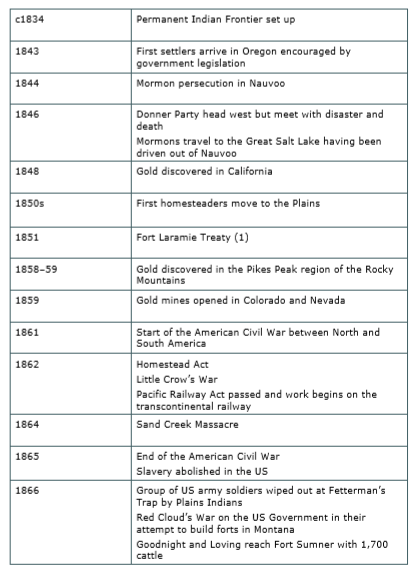 c1834 Permanent Indian Frontier set up
1843 First settlers arrive in Oregon encouraged by
government legislation
1844 Mormon persecution in Nauvoo
1846 Donner Party head west but meet with disaster and
death
Mormons travel to the Great Salt Lake having been
driven out of Nauvoo
1848 Gold discovered in California
1850s First homesteaders move to the Plains
1851 Fort Laramie Treaty (1)
1858–59 Gold discovered in the Pikes Peak region of the Rocky
Mountains
1859 Gold mines opened in Colorado and Nevada
1861 Start of the American Civil War between North and
South America
1862 Homestead Act
Little Crow's War
Pacific Railway Act passed and work begins on the
transcontinental railway
1864 Sand Creek Massacre
1865 End of the American Civil War
Slavery abolished in the US
1866 Group of US army soldiers wiped out at Fetterman's
Trap by Plains Indians
Red Cloud's War on the US Government in their
attempt to build forts in Montana
Goodnight and Loving reach Fort Sumner with 1,700
cattle